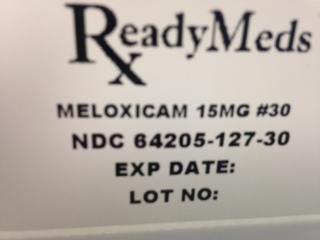 ReadyMeds
MELOXICAM 15MG #30
NDC 64205-127-30
EXP DATE:
LOT NO: